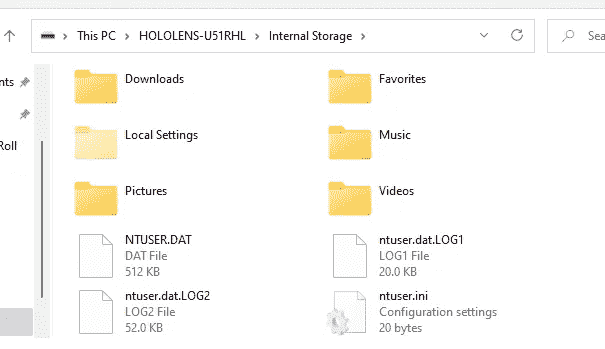 This PC > HOLOLENS-U51RHL > Internal Storage >
Sea
nts
Roll
Downloads
Favorites
Local Settings
Music
Pictures
Videos
NTUSER.DAT
DAT File
512 KB
ntuser.dat.LOG1
LOG1 File
20.0 KB
ntuser.dat.LOG2
LOG2 File
52.0 KB
ntuser.ini
Configuration settings
20 bytes